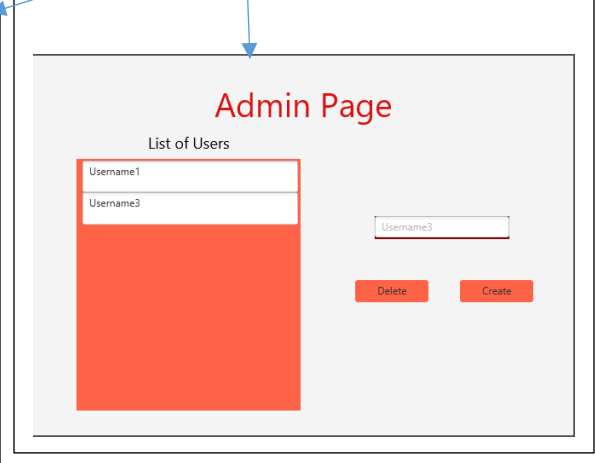 Admin Page
List of Users
Username1
Username3
Username3
Delete
Create